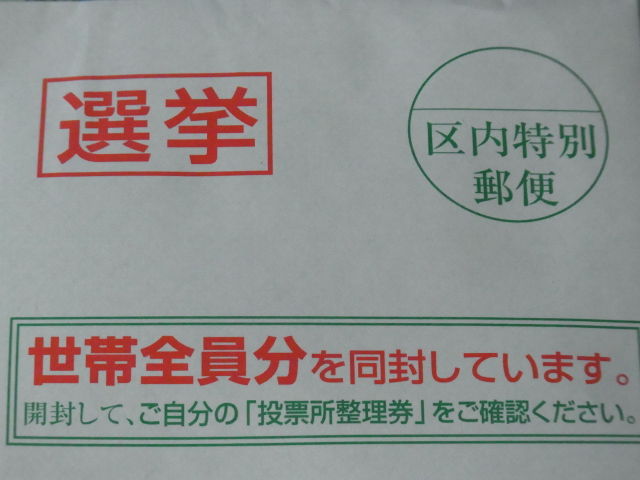 選挙
区内特別
郵便
世帯全員分を同封しています。
開封して、ご自分の「投票所整理券」をご確認ください。